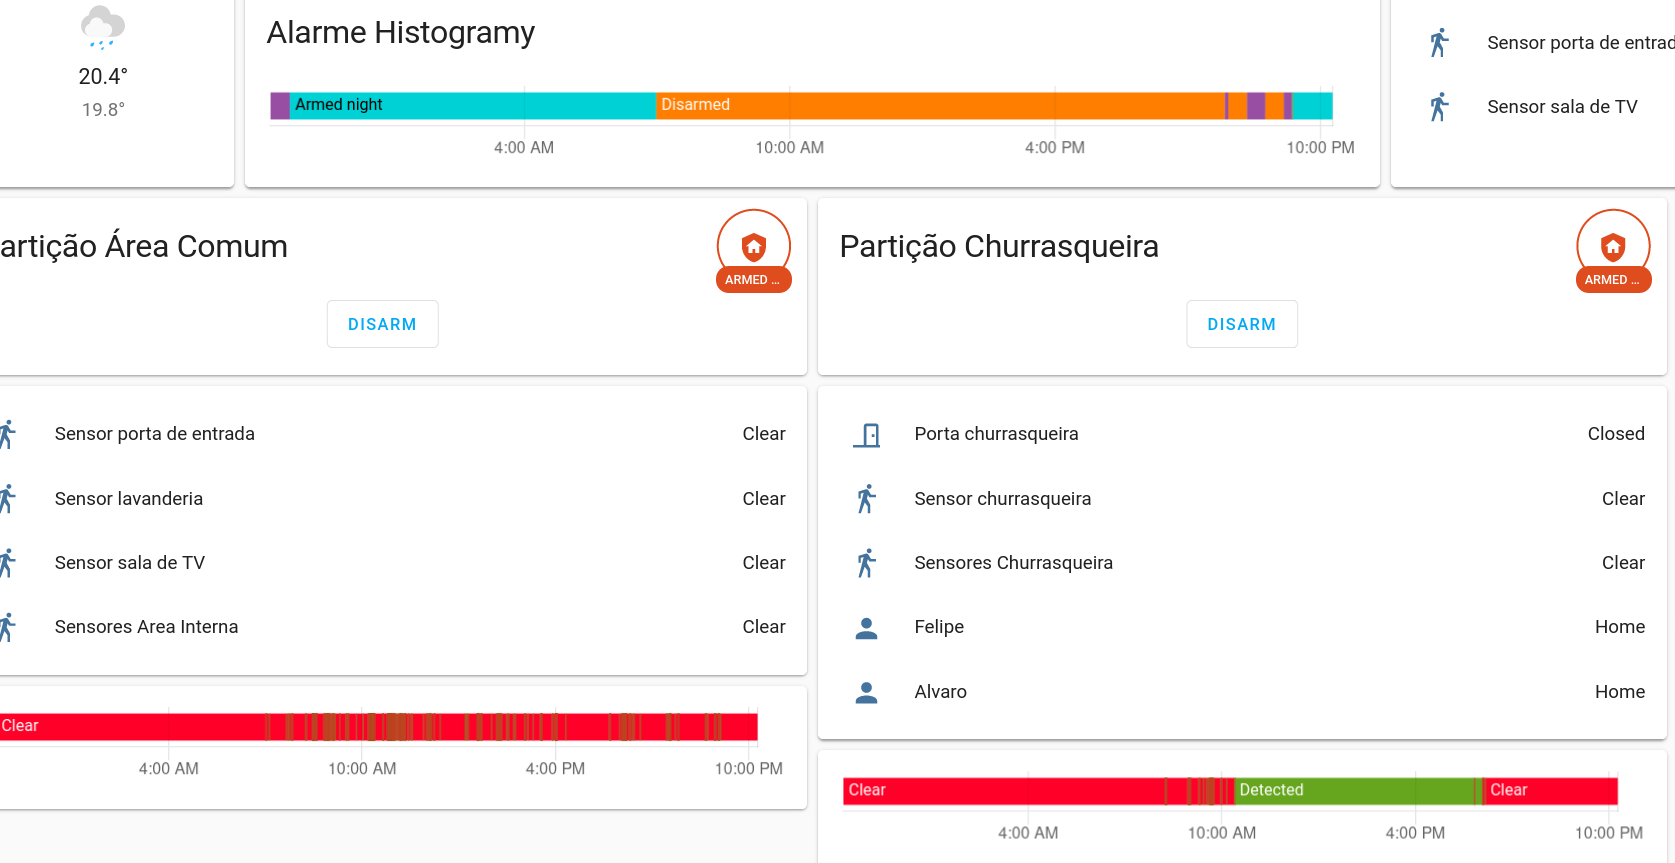 20.4°
19.8°
Alarme Histogramy
Armed night
Disarmed
4:00 AM
10:00 AM
4:00 PM
10:00 PM
Sensor porta de entrad
Sensor sala de TV
artição Área Comum
ARMED ...
DISARM
Partição Churrasqueira
ARMED ...
DISARM
Sensor porta de entrada Clear
Sensor lavanderia Clear
Sensor sala de TV Clear
Sensores Area Interna Clear
Clear
4:00 AM
10:00 AM
4:00 PM
10:00 PM
Porta churrasqueira Closed
Sensor churrasqueira Clear
Sensores Churrasqueira Clear
Felipe Home
Alvaro Home
Clear
Detected
Clear
4:00 AM
10:00 AM
4:00 PM
10:00 PM